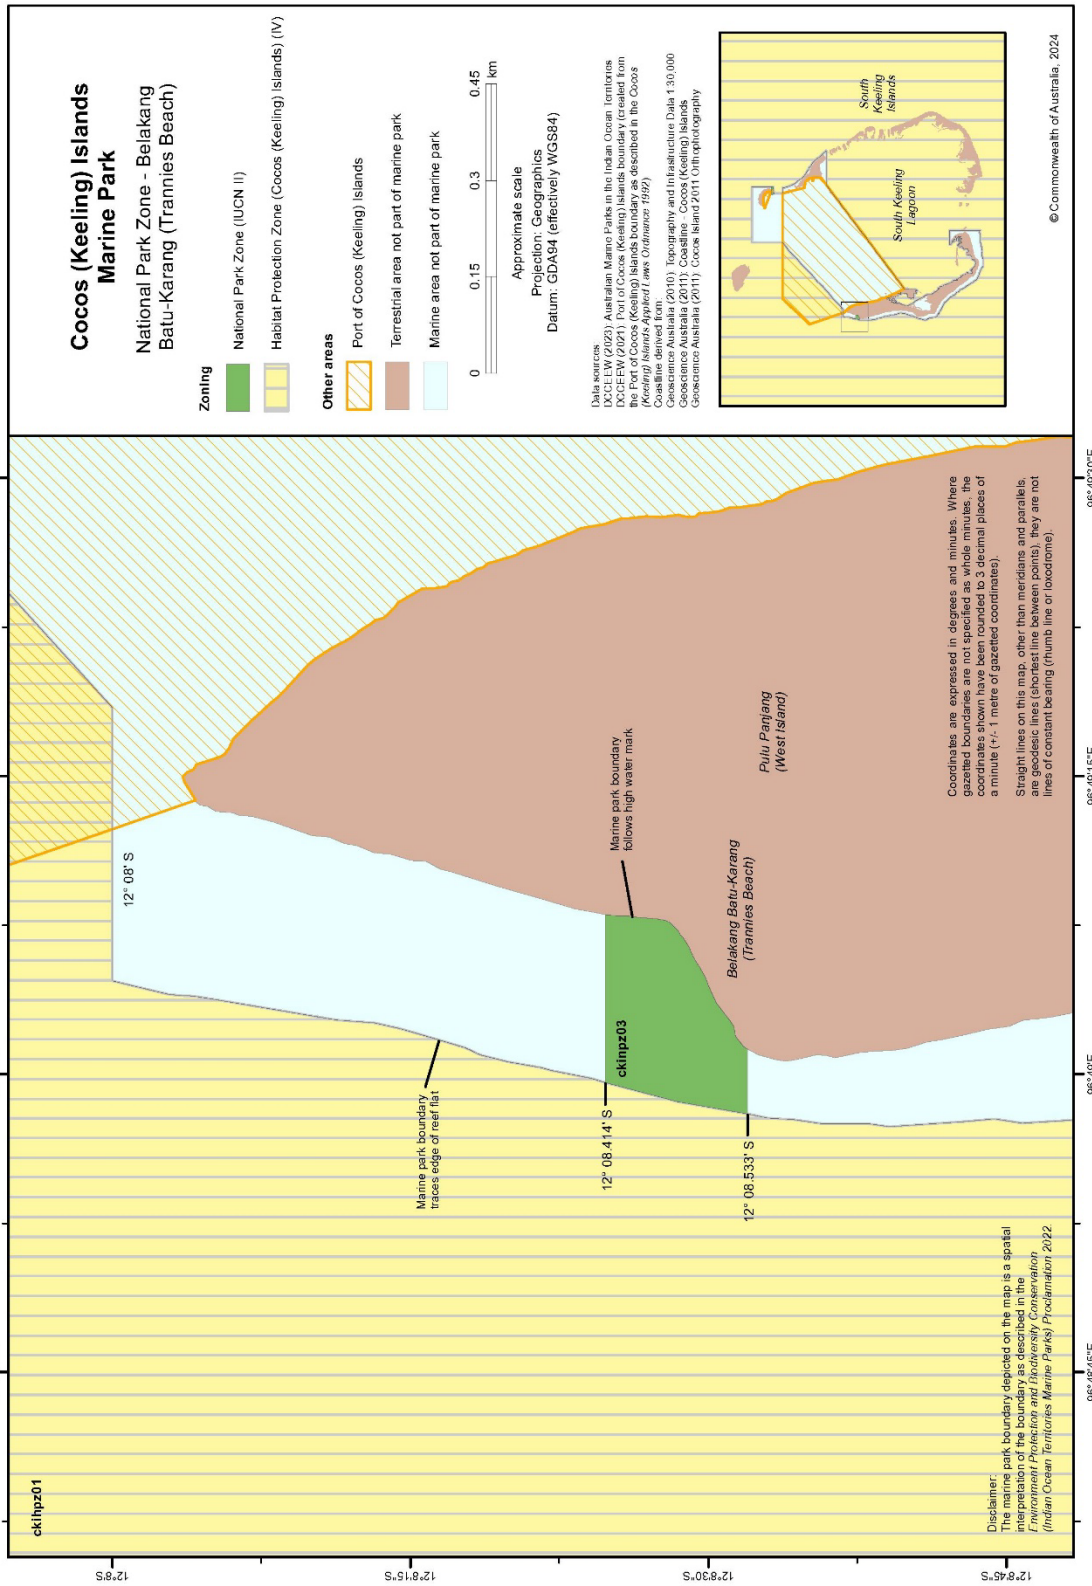 Cocos (Keeling) Islands
Marine Park
National Park Zone - Belakang
Batu-Karang (Trannies Beach)
Zoning
National Park Zone (IUCN II)
Habitat Protection Zone (Cocos (Keeling) Islands) (IV)
Other areas
Port of Cocos (Keeling) Islands
Terrestrial area not part of marine park
Marine area not part of marine park
0 0.15 0.3 0.45
km
Approximate scale
Projection: Geographics
Datum: GDA94 (effectively WGS84)
Data sources:
DCCEEW (2023): Australian Marine Parks in the Indian Ocean Territories
DCCEEW (2021): Port of Cocos (Keeling) Islands boundary (created from
the Port of Cocos (Keeling) Islands boundary as described in the Cocos
(Keeling) Islands Applied Laws Ordinance 1992)
Coastline derived from:
Geoscience Australia (2010): Topography and Infrastructure Data 1:30,000
Geoscience Australia (2011): Coastline - Cocos (Keeling) Islands
Geoscience Australia (2011): Cocos Island 2011 Orthophotography
South
Keeling
Islands
South Keeling
Lagoon
© Commonwealth of Australia, 2024
ckihpz01
12° 08' S
Marine park boundary
traces edge of reef flat
12° 08.414' S
ckinpz03
Marine park boundary
follows high water mark
12° 08.533' S
Belakang Batu-Karang
(Trannies Beach)
Pulu Panjang
(West Island)
Coordinates are expressed in degrees and minutes. Where
gazetted boundaries are not specified as whole minutes, the
coordinates shown have been rounded to 3 decimal places of
a minute (+/- 1 metre of gazetted coordinates).
Straight lines on this map, other than meridians and parallels,
are geodesic lines (shortest line between points), they are not
lines of constant bearing (rhumb line or loxodrome).
Disclaimer:
The marine park boundary depicted on the map is a spatial
interpretation of the boundary as described in the
Environment Protection and Biodiversity Conservation
(Indian Ocean Territories Marine Parks) Proclamation 2022.
12°8'S
12°8'15"S
12°8'30"S
12°8'45"S
96°48'45"E
96°49'E
96°49'15"E
96°49'30"E